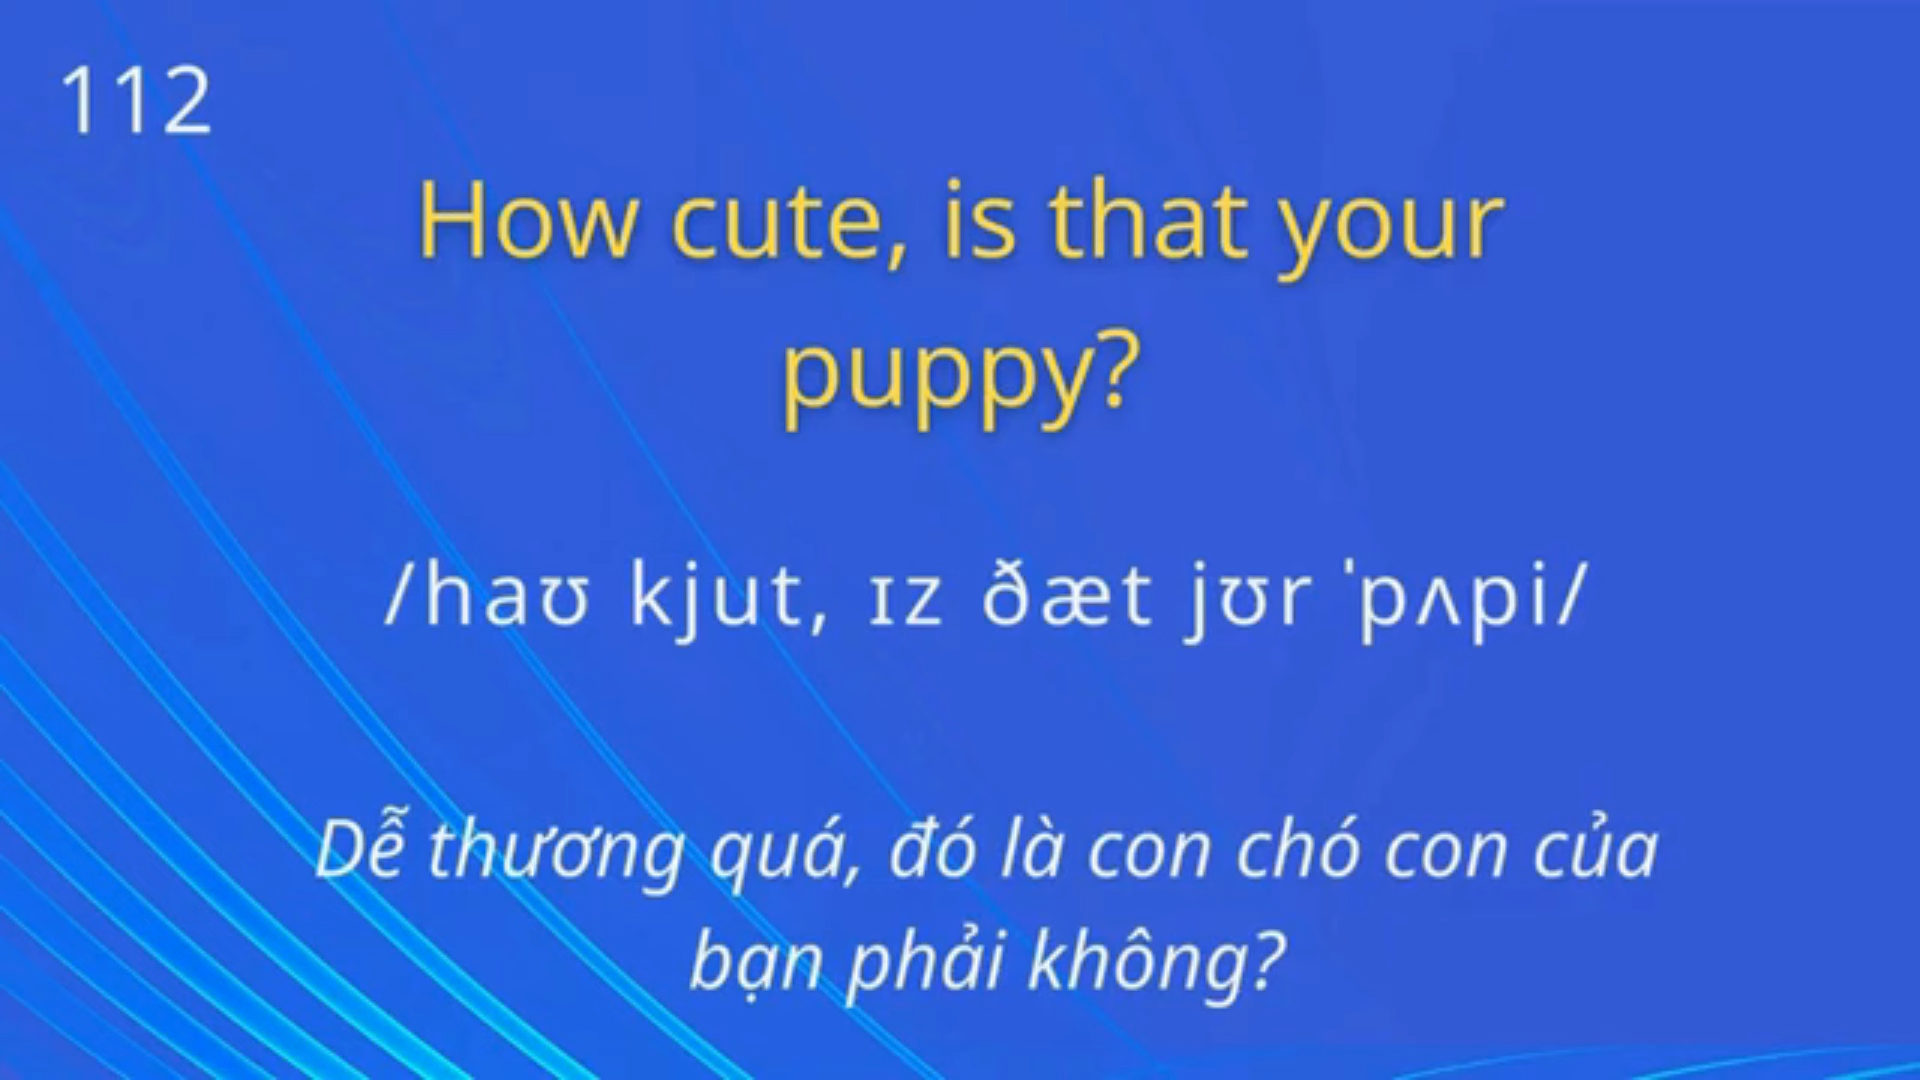 112
How cute, is that your
puppy?
/haʊ kjut, ɪz ðæt jʊr ˈpʌpi/
Dễ thương quá, đó là con chó con của
bạn phải không?